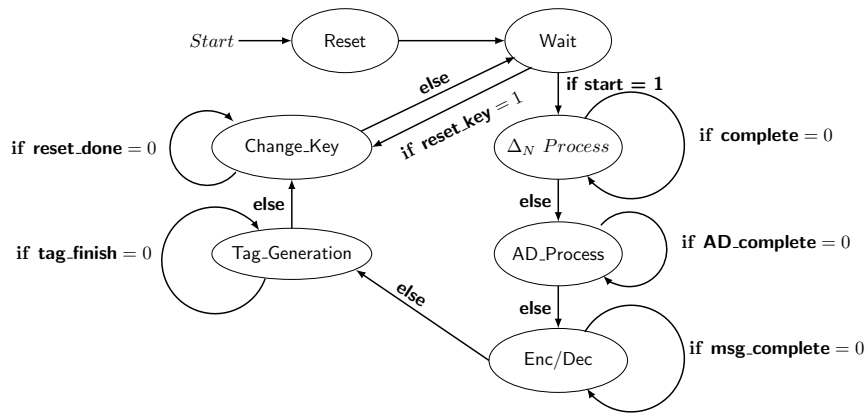 Start
Reset
Wait
else
if start = 1
if reset_key = 1
if reset_done = 0
Change_Key
Δ_N Process
if complete = 0
else
else
if tag_finish = 0
Tag_Generation
AD_Process
if AD_complete = 0
else
else
Enc/Dec
if msg_complete = 0